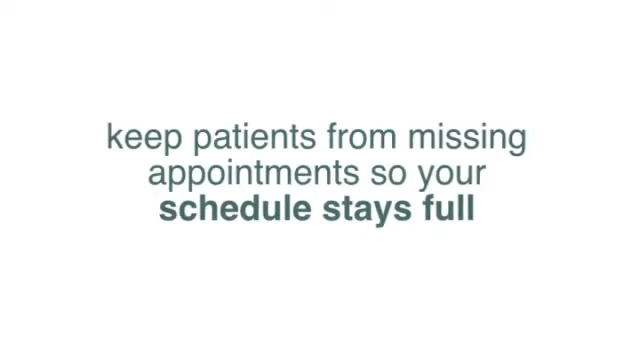 keep patients from missing
appointments so your
schedule stays full